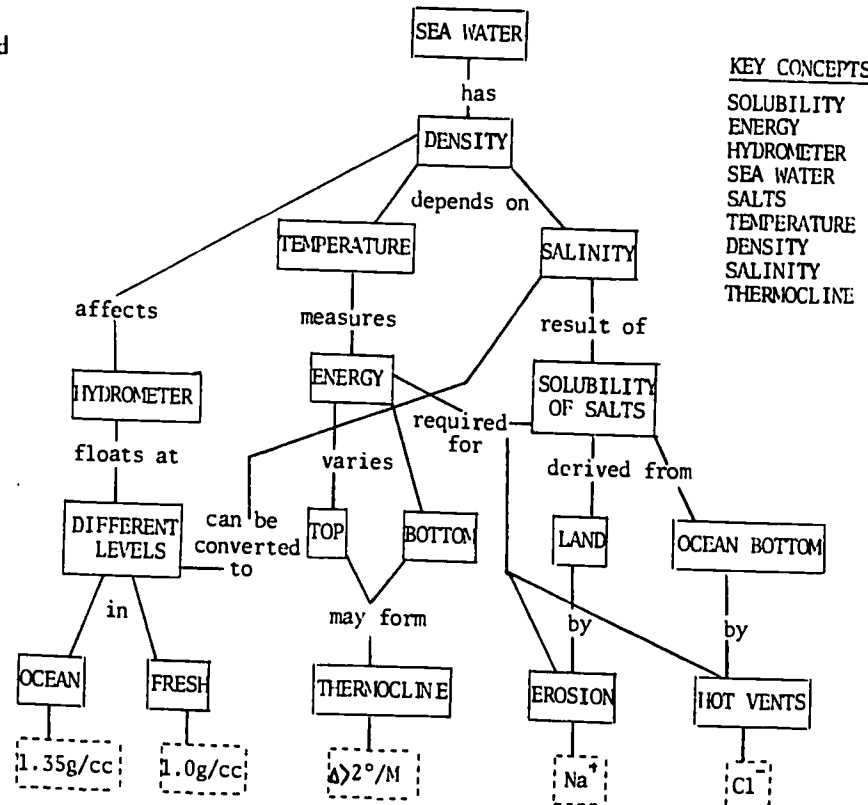 d
SEA WATER
has
DENSITY
depends on
TEMPERATURE
SALINITY
affects
measures
result of
HYDROMETER
ENERGY
SOLUBILITY
OF SALTS
required
for
floats at
varies
derived from
DIFFERENT
LEVELS
can be
converted
to
TOP
BOTTOM
LAND
OCEAN BOTTOM
in
may form
by
by
OCEAN
FRESH
THERMOCLINE
EROSION
HOT VENTS
1.35g/cc
1.0g/cc
Δ>2°/M
Na⁺
Cl⁻
KEY CONCEPTS
SOLUBILITY
ENERGY
HYDROMETER
SEA WATER
SALTS
TEMPERATURE
DENSITY
SALINITY
THERMOCLINE